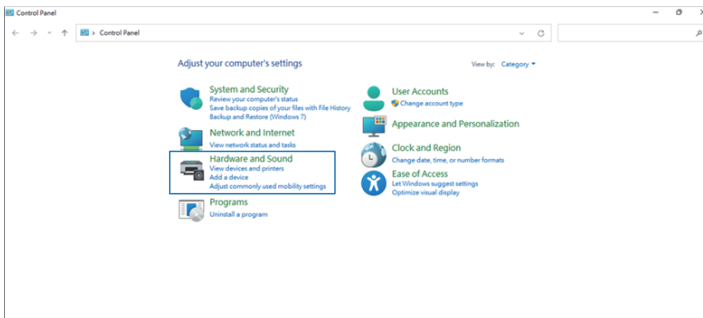 Control Panel
Control Panel
Adjust your computer's settings
View by: Category
System and Security
Review your computer's status
Save backup copies of your files with File History
Backup and Restore (Windows 7)
Network and Internet
View network status and tasks
Hardware and Sound
View devices and printers
Add a device
Adjust commonly used mobility settings
Programs
Uninstall a program
User Accounts
Change account type
Appearance and Personalization
Clock and Region
Change date, time, or number formats
Ease of Access
Let Windows suggest settings
Optimize visual display